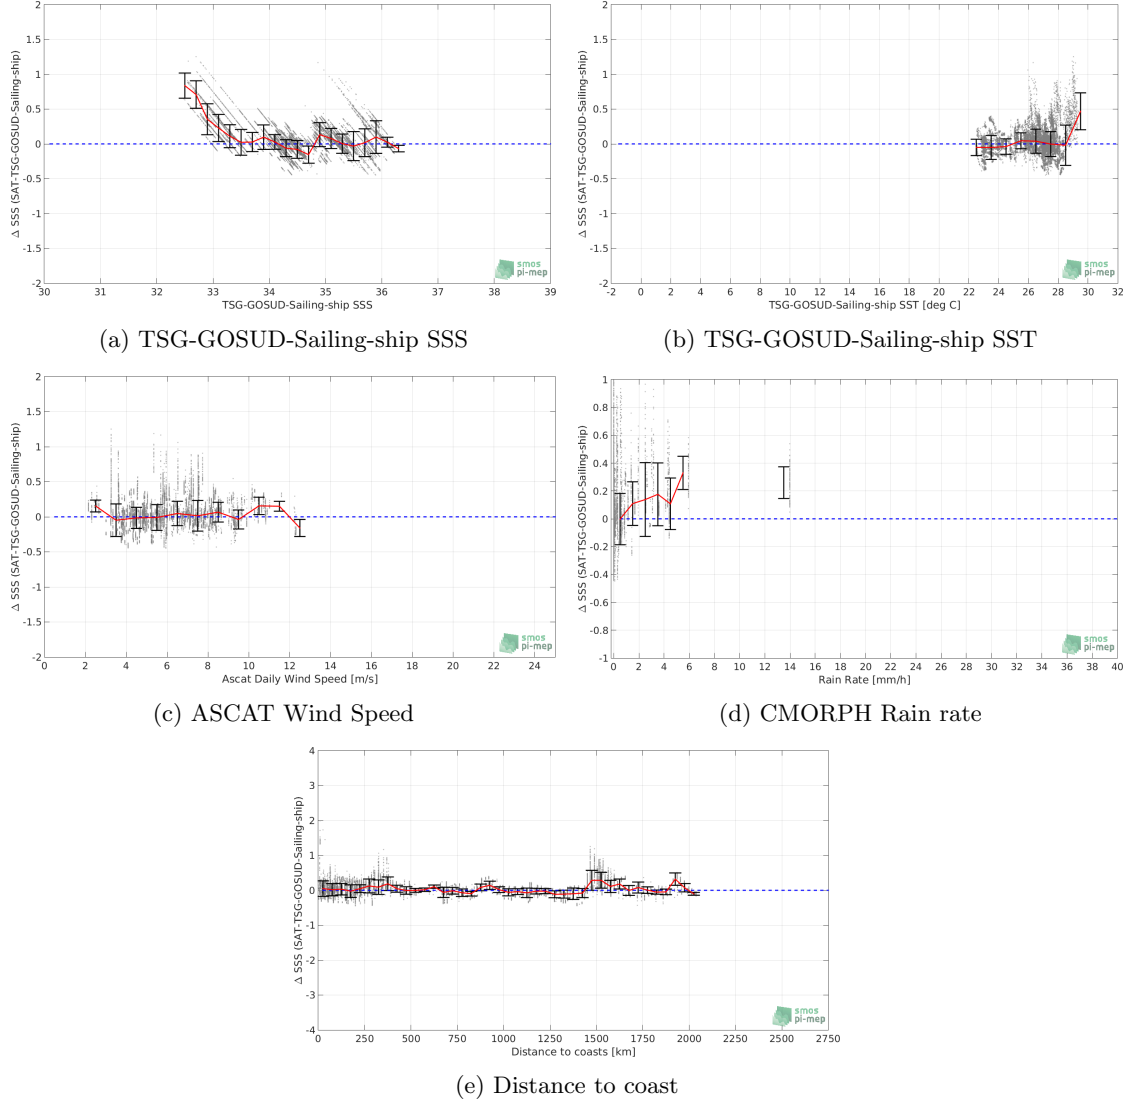 2
1.5
1
0.5
0
-0.5
-1
-1.5
-2
Δ SSS (SAT-TSG-GOSUD-Sailing-ship)
30 31 32 33 34 35 36 37 38 39
TSG-GOSUD-Sailing-ship SSS
smos
pi-mep
(a) TSG-GOSUD-Sailing-ship SSS
2
1.5
1
0.5
0
-0.5
-1
-1.5
-2
Δ SSS (SAT-TSG-GOSUD-Sailing-ship)
-2 0 2 4 6 8 10 12 14 16 18 20 22 24 26 28 30 32
TSG-GOSUD-Sailing-ship SST [deg C]
smos
pi-mep
(b) TSG-GOSUD-Sailing-ship SST
2
1.5
1
0.5
0
-0.5
-1
-1.5
-2
Δ SSS (SAT-TSG-GOSUD-Sailing-ship)
0 2 4 6 8 10 12 14 16 18 20 22 24
Ascat Daily Wind Speed [m/s]
smos
pi-mep
(c) ASCAT Wind Speed
1
0.8
0.6
0.4
0.2
0
-0.2
-0.4
-0.6
-0.8
-1
Δ SSS (SAT-TSG-GOSUD-Sailing-ship)
0 2 4 6 8 10 12 14 16 18 20 22 24 26 28 30 32 34 36 38 40
Rain Rate [mm/h]
smos
pi-mep
(d) CMORPH Rain rate
4
3
2
1
0
-1
-2
-3
-4
Δ SSS (SAT-TSG-GOSUD-Sailing-ship)
0 250 500 750 1000 1250 1500 1750 2000 2250 2500 2750
Distance to coasts [km]
smos
pi-mep
(e) Distance to coast